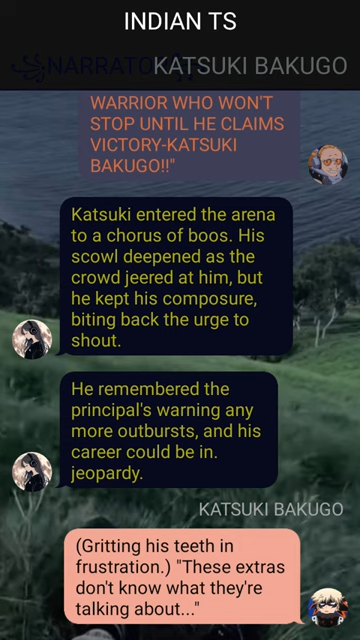 INDIAN TS
NARRATO
KATSUKI BAKUGO
WARRIOR WHO WON'T
STOP UNTIL HE CLAIMS
VICTORY-KATSUKI
BAKUGO!!"
Katsuki entered the arena
to a chorus of boos. His
scowl deepened as the
crowd jeered at him, but
he kept his composure,
biting back the urge to
shout.
He remembered the
principal's warning any
more outbursts, and his
career could be in.
jeopardy.
KATSUKI BAKUGO
(Gritting his teeth in
frustration.) "These extras
don't know what they're
talking about..."